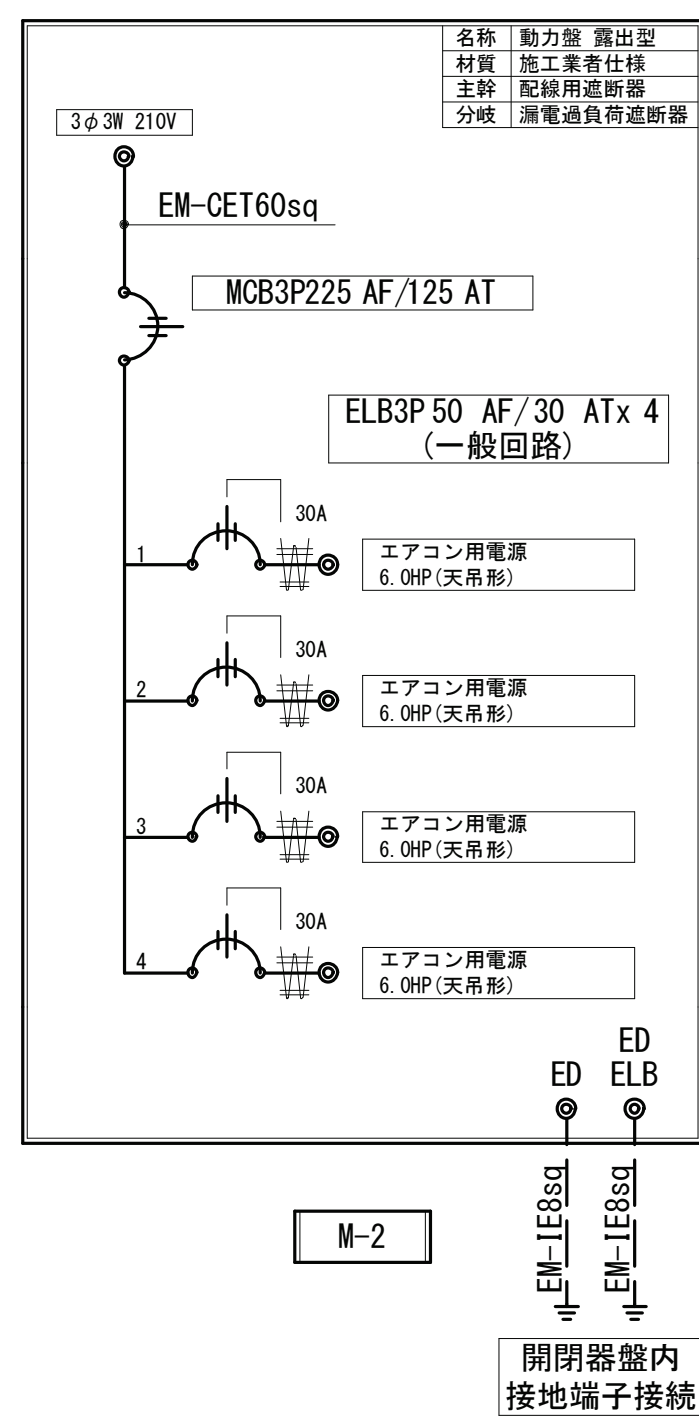 名称 動力盤 露出型
材質 施工業者仕様
主幹 配線用遮断器
分岐 漏電過負荷遮断器
3φ3W 210V
EM-CET60sq
MCB3P225 AF/125 AT
ELB3P 50 AF/30 ATx 4
(一般回路)
30A
1
エアコン用電源
6.0HP(天吊形)
30A
2
エアコン用電源
6.0HP(天吊形)
30A
3
エアコン用電源
6.0HP(天吊形)
30A
4
エアコン用電源
6.0HP(天吊形)
ED
ED
ELB
EM-IE8sq
EM-IE8sq
M-2
開閉器盤内
接地端子接続